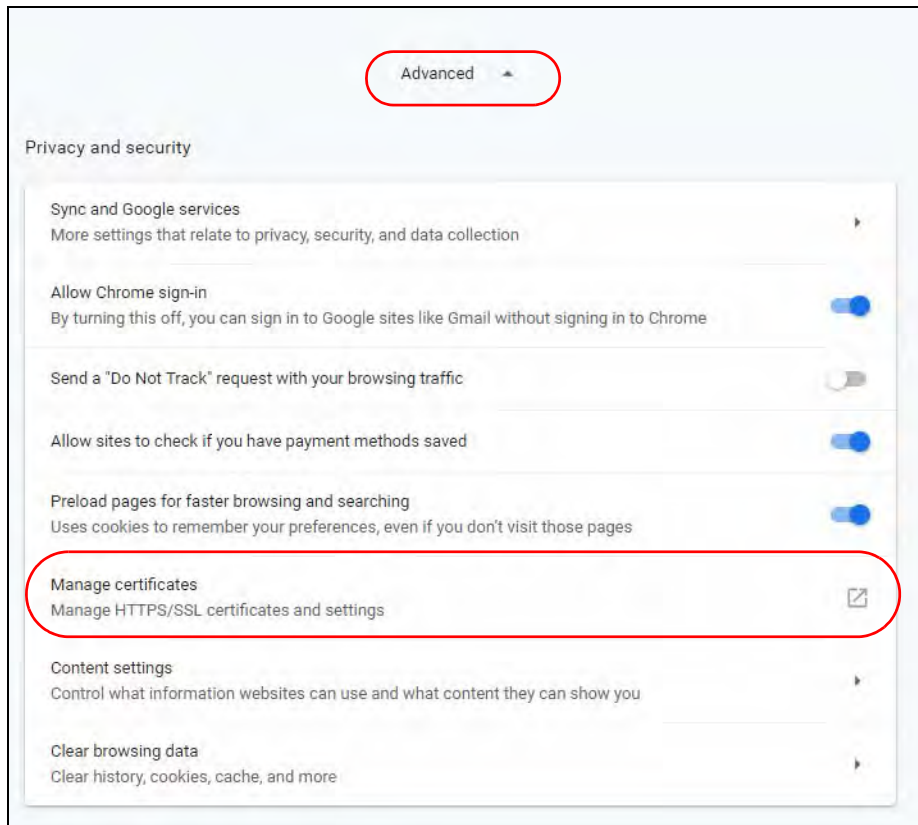 Advanced
Privacy and security
Sync and Google services
More settings that relate to privacy, security, and data collection
Allow Chrome sign-in
By turning this off, you can sign in to Google sites like Gmail without signing in to Chrome
Send a "Do Not Track" request with your browsing traffic
Allow sites to check if you have payment methods saved
Preload pages for faster browsing and searching
Uses cookies to remember your preferences, even if you don't visit those pages
Manage certificates
Manage HTTPS/SSL certificates and settings
Content settings
Control what information websites can use and what content they can show you
Clear browsing data
Clear history, cookies, cache, and more